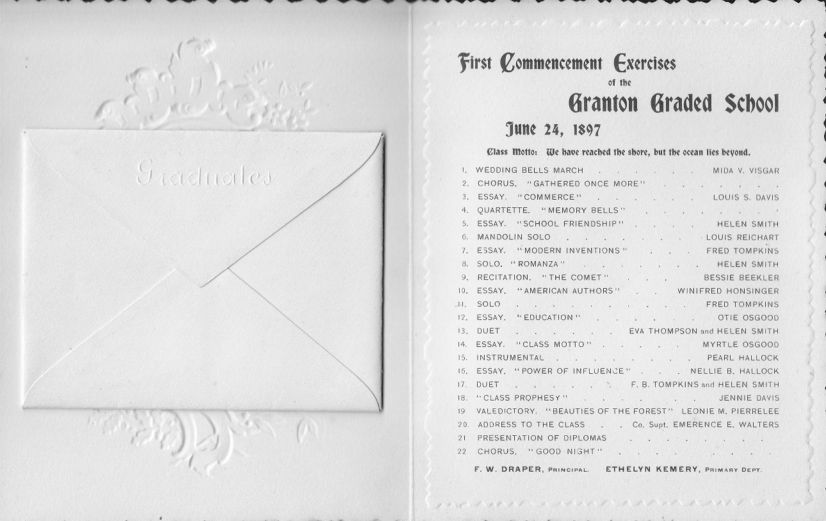 Graduates
First Commencement Exercises
of the
Granton Graded School
June 24, 1897
Class Motto: We have reached the shore, but the ocean lies beyond.
1. WEDDING BELLS MARCH . . . . . . MIDA V. VISGAR
2. CHORUS, "GATHERED ONCE MORE" . . . . . . .
3. ESSAY, "COMMERCE" . . . . . . LOUIS S. DAVIS
4. QUARTETTE, "MEMORY BELLS" . . . . . . . .
5. ESSAY, "SCHOOL FRIENDSHIP" . . . . HELEN SMITH
6. MANDOLIN SOLO . . . . . . . LOUIS REICHART
7. ESSAY, "MODERN INVENTIONS" . . . FRED TOMPKINS
8. SOLO, "ROMANZA" . . . . . . . HELEN SMITH
9. RECITATION, "THE COMET" . . . . BESSIE BEEKLER
10. ESSAY, "AMERICAN AUTHORS" . . WINIFRED HONSINGER
11. SOLO . . . . . . . . . FRED TOMPKINS
12. ESSAY, "EDUCATION" . . . . . . OTIE OSGOOD
13. DUET . . . . . . EVA THOMPSON and HELEN SMITH
14. ESSAY, "CLASS MOTTO" . . . . . MYRTLE OSGOOD
15. INSTRUMENTAL . . . . . . . PEARL HALLOCK
16. ESSAY, "POWER OF INFLUENCE" . . . NELLIE B. HALLOCK
17. DUET . . . . . . F. B. TOMPKINS and HELEN SMITH
18. "CLASS PROPHESY" . . . . . . JENNIE DAVIS
19 VALEDICTORY, "BEAUTIES OF THE FOREST" LEONIE M. PIERRELEE
20. ADDRESS TO THE CLASS . . Co. Supt. EMERENCE E. WALTERS
21 PRESENTATION OF DIPLOMAS . . . . . . . .
22 CHORUS, "GOOD NIGHT" . . . . . . . .
F. W. DRAPER, PRINCIPAL. ETHELYN KEMERY, PRIMARY DEPT.